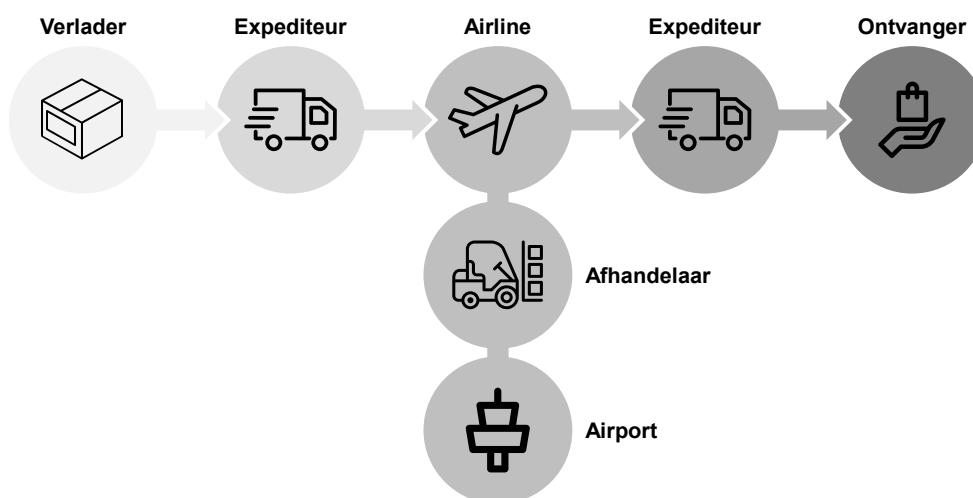 Verlader
Expediteur
Airline
Expediteur
Ontvanger
Afhandelaar
Airport